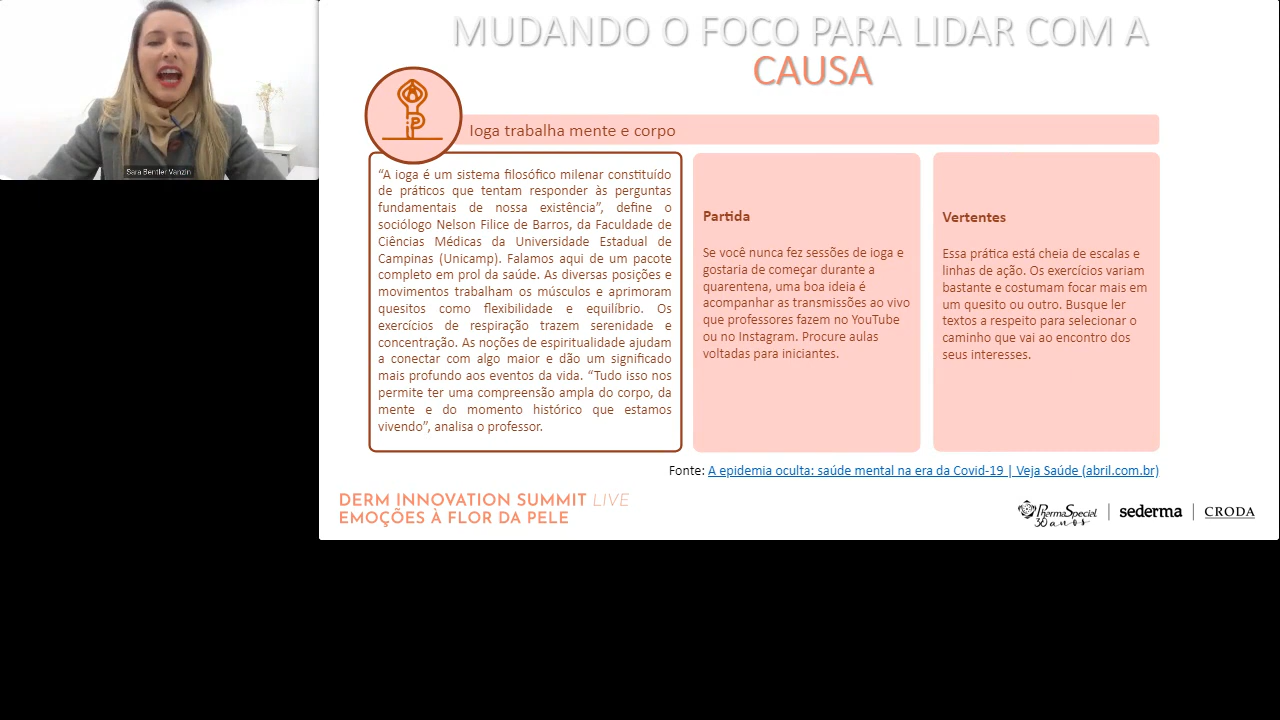 MUDANDO O FOCO PARA LIDAR COM A
CAUSA
Sara Bentler Vanzin
Ioga trabalha mente e corpo
“A ioga é um sistema filosófico milenar constituído
de práticos que tentam responder às perguntas
fundamentais de nossa existência”, define o
sociólogo Nelson Filice de Barros, da Faculdade de
Ciências Médicas da Universidade Estadual de
Campinas (Unicamp). Falamos aqui de um pacote
completo em prol da saúde. As diversas posições e
movimentos trabalham os músculos e aprimoram
quesitos como flexibilidade e equilíbrio. Os
exercícios de respiração trazem serenidade e
concentração. As noções de espiritualidade ajudam
a conectar com algo maior e dão um significado
mais profundo aos eventos da vida. “Tudo isso nos
permite ter uma compreensão ampla do corpo, da
mente e do momento histórico que estamos
vivendo”, analisa o professor.
Partida
Se você nunca fez sessões de ioga e
gostaria de começar durante a
quarentena, uma boa ideia é
acompanhar as transmissões ao vivo
que professores fazem no YouTube
ou no Instagram. Procure aulas
voltadas para iniciantes.
Vertentes
Essa prática está cheia de escalas e
linhas de ação. Os exercícios variam
bastante e costumam focar mais em
um quesito ou outro. Busque ler
textos a respeito para selecionar o
caminho que vai ao encontro dos
seus interesses.
Fonte: A epidemia oculta: saúde mental na era da Covid-19 | Veja Saúde (abril.com.br)
DERM INNOVATION SUMMIT LIVE
EMOÇÕES À FLOR DA PELE
PharmaSpecial
30 anos
sederma
CRODA